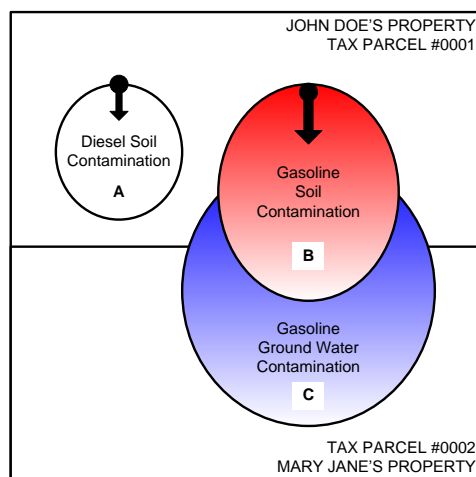 JOHN DOE'S PROPERTY
TAX PARCEL #0001
Diesel Soil
Contamination
A
Gasoline
Soil
Contamination
B
Gasoline
Ground Water
Contamination
C
TAX PARCEL #0002
MARY JANE'S PROPERTY